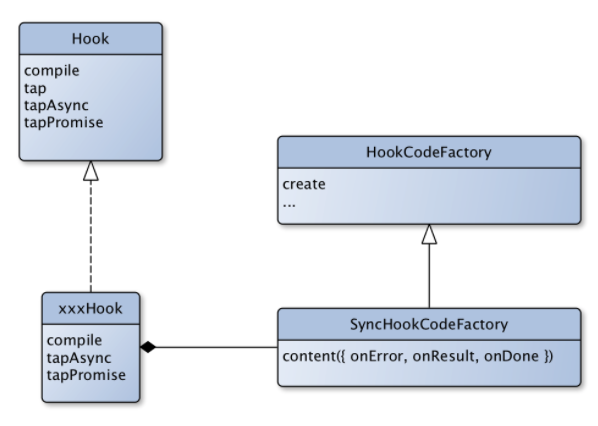 Hook
compile
tap
tapAsync
tapPromise
HookCodeFactory
create
...
xxxHook
compile
tapAsync
tapPromise
SyncHookCodeFactory
content({ onError, onResult, onDone })